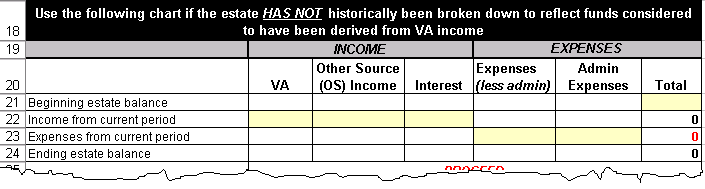 Use the following chart if the estate HAS NOT historically been broken down to reflect funds considered
18 to have been derived from VA income
19 INCOME EXPENSES
Other Source Expenses Admin
20 VA (OS) Income Interest (less admin) Expenses Total
21 Beginning estate balance
22 Income from current period 0
23 Expenses from current period 0
24 Ending estate balance 0
PROCEED